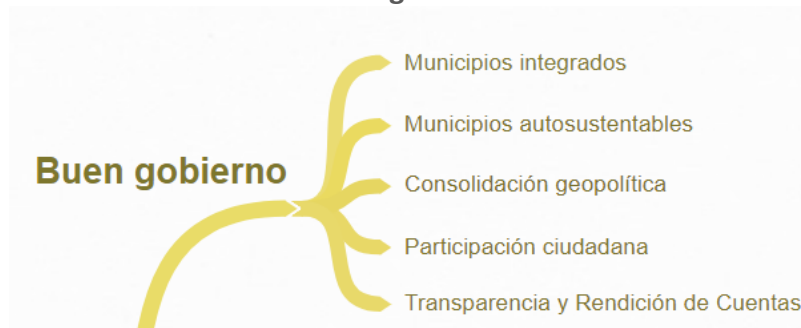 Municipios integrados
Municipios autosustentables
Buen gobierno
Consolidación geopolítica
Participación ciudadana
Transparencia y Rendición de Cuentas